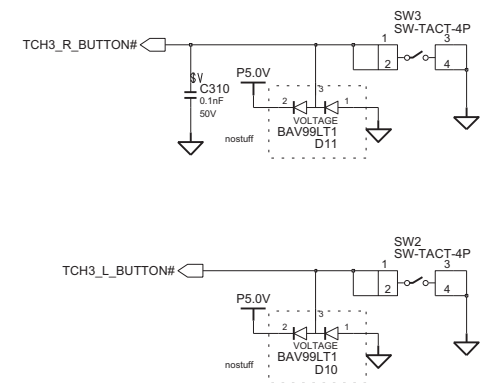 SW3
SW-TACT-4P
TCH3_R_BUTTON#
1
3
2
4
$V
C310
0.1nF
50V
P5.0V
3
2
1
VOLTAGE
BAV99LT1
D11
nostuff
SW2
SW-TACT-4P
TCH3_L_BUTTON#
1
3
2
4
P5.0V
3
2
1
VOLTAGE
BAV99LT1
D10
nostuff